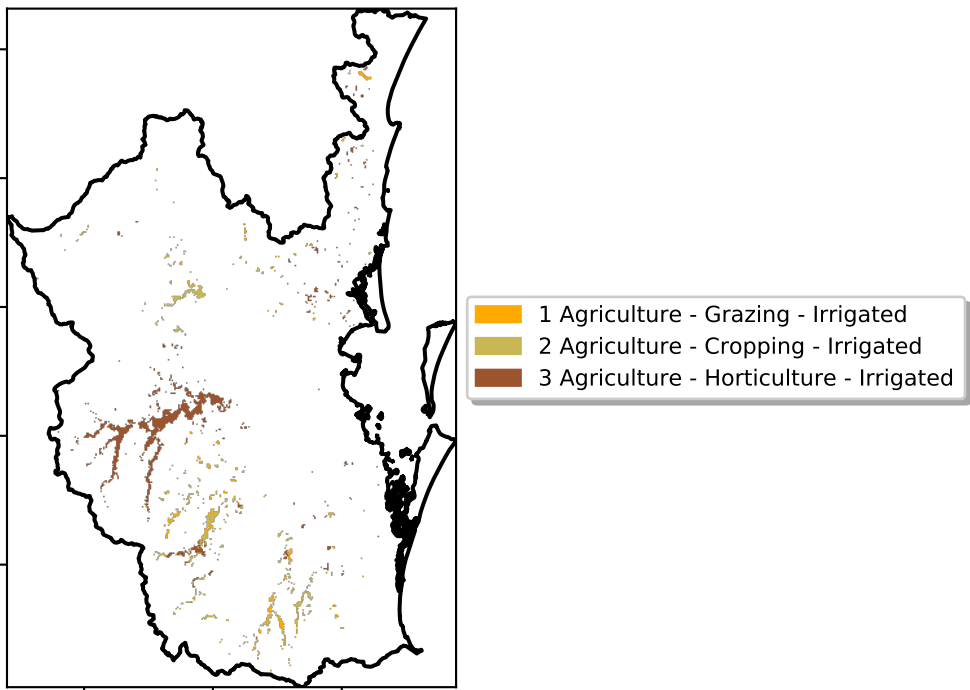 1 Agriculture - Grazing - Irrigated
2 Agriculture - Cropping - Irrigated
3 Agriculture - Horticulture - Irrigated